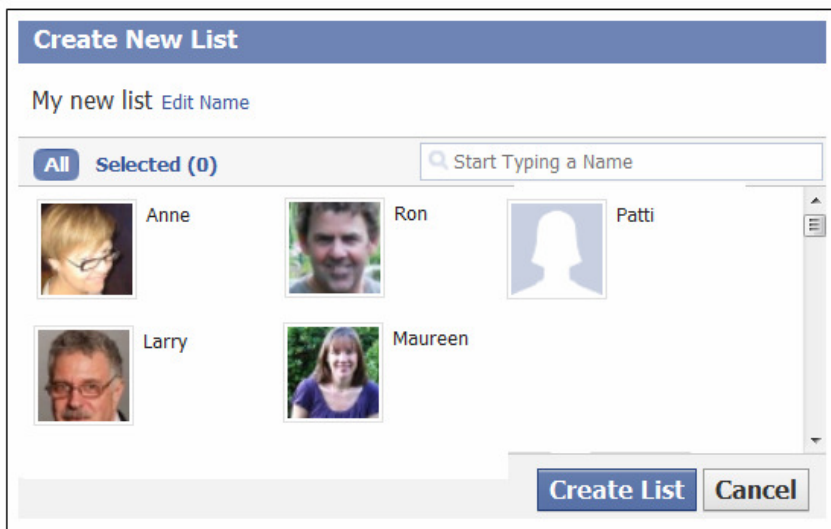 Create New List
My new list Edit Name
All Selected (0) Start Typing a Name
Anne Ron Patti
Larry Maureen
Create List Cancel